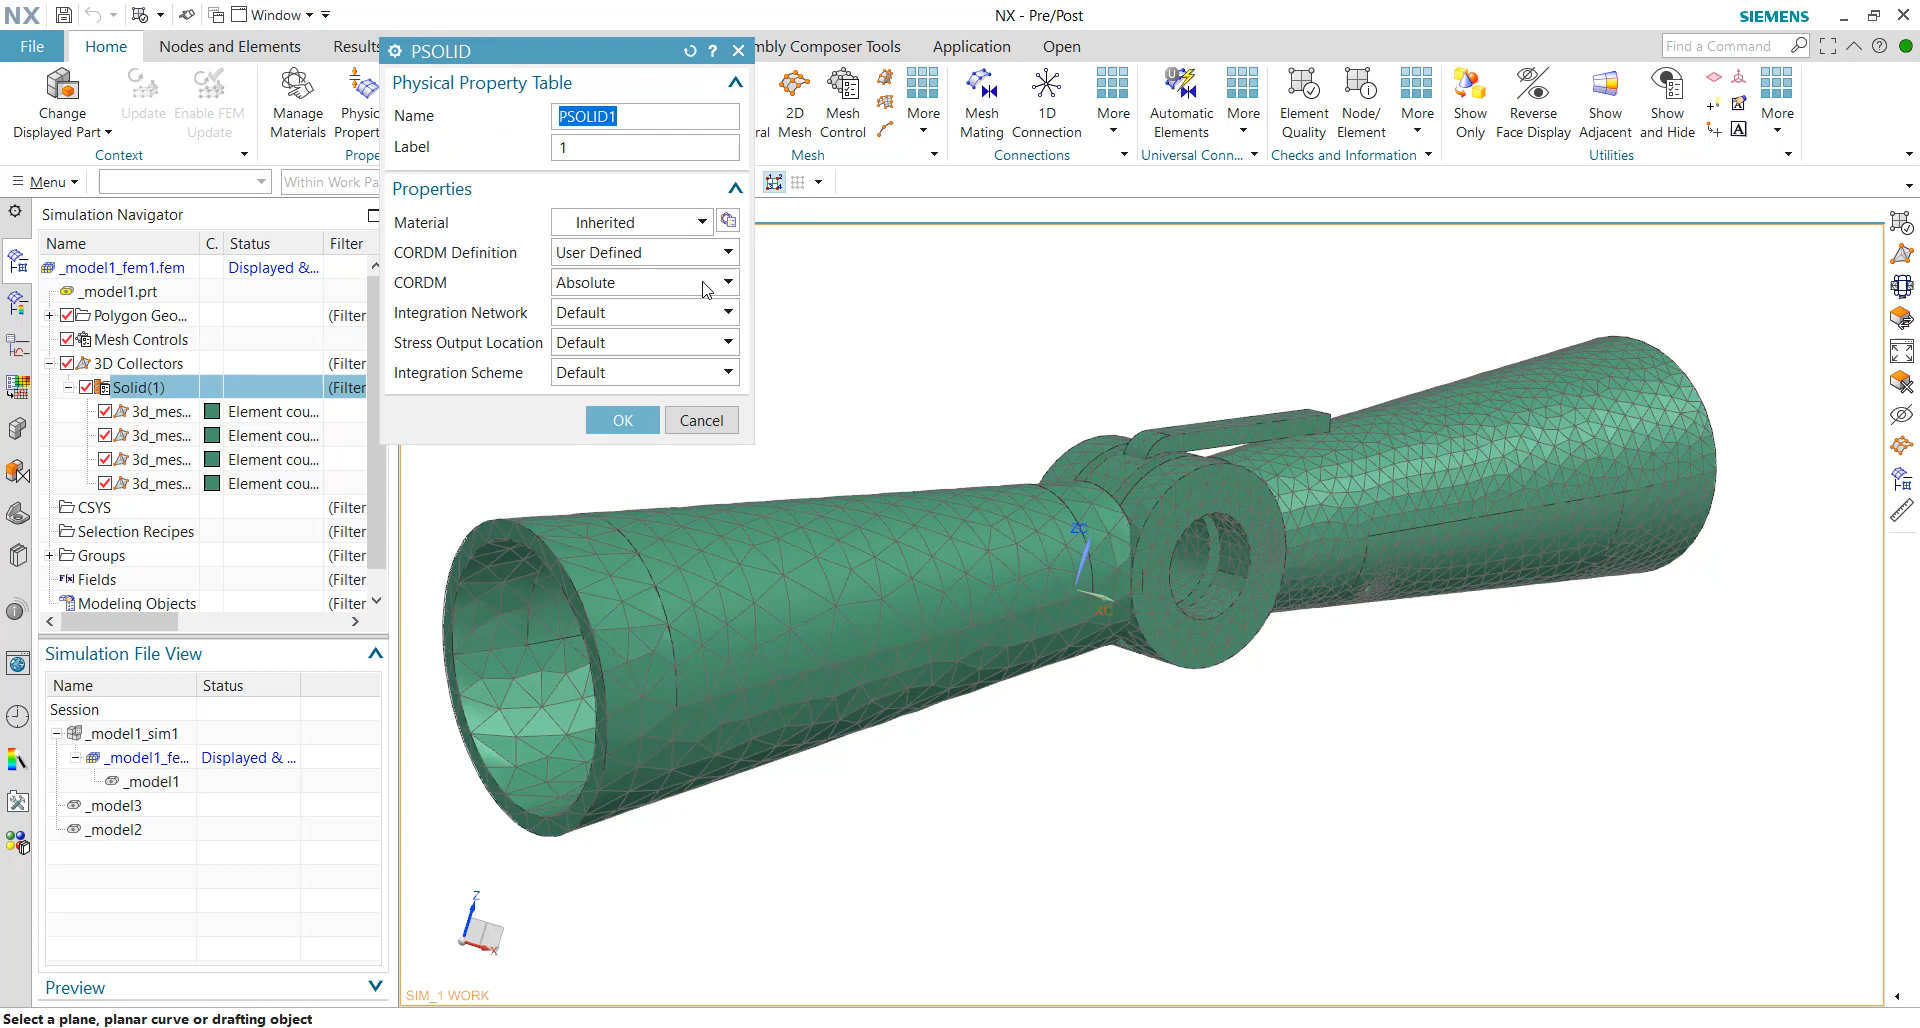 NX
Window
NX - Pre/Post
SIEMENS
File
Home
Nodes and Elements
Results
mbly Composer Tools
Application
Open
Find a Command
Change
Displayed Part
Update
Enable FEM
Update
Manage
Materials
Physic
Propert
2D
Mesh
Mesh
Control
More
Mesh
Mating
1D
Connection
More
Automatic
Elements
More
Element
Quality
Node/
Element
More
Show
Only
Reverse
Face Display
Show
Adjacent
Show
and Hide
More
ral
Context
Prope
Mesh
Connections
Universal Conn...
Checks and Information
Utilities
Menu
Within Work Pa
PSOLID
Physical Property Table
Name
PSOLID1
Label
1
Properties
Material
Inherited
CORDM Definition
User Defined
CORDM
Absolute
Integration Network
Default
Stress Output Location
Default
Integration Scheme
Default
OK
Cancel
Simulation Navigator
Name
C.
Status
Filter
_model1_fem1.fem
Displayed &...
_model1.prt
Polygon Geo...
(Filter
Mesh Controls
3D Collectors
(Filter
Solid(1)
(Filter
3d_mes...
Element cou...
3d_mes...
Element cou...
3d_mes...
Element cou...
3d_mes...
Element cou...
CSYS
(Filter
Selection Recipes
(Filter
Groups
(Filter
Fields
(Filter
Modeling Objects
(Filter
Simulation File View
Name
Status
Session
_model1_sim1
_model1_fe...
Displayed & ...
_model1
_model3
_model2
Preview
ZC
XC
Z
X
SIM_1 WORK
Select a plane, planar curve or drafting object